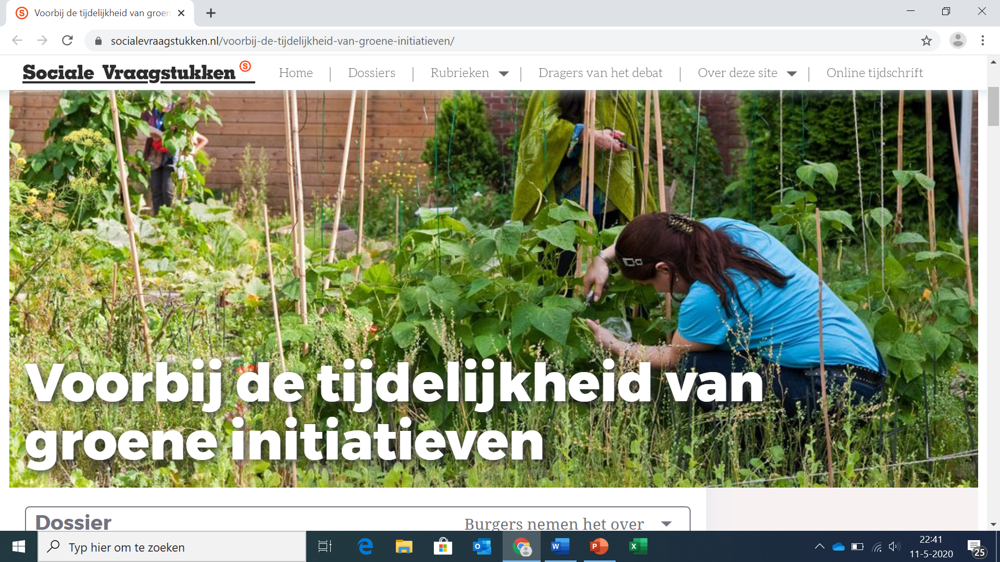 Voorbij de tijdelijkheid van groen
socialevraagstukken.nl/voorbij-de-tijdelijkheid-van-groene-initiatieven/
Sociale Vraagstukken S
Home | Dossiers | Rubrieken | Dragers van het debat | Over deze site | Online tijdschrift
Voorbij de tijdelijkheid van
groene initiatieven
Dossier Burgers nemen het over
Typ hier om te zoeken
22:41
11-5-2020
25